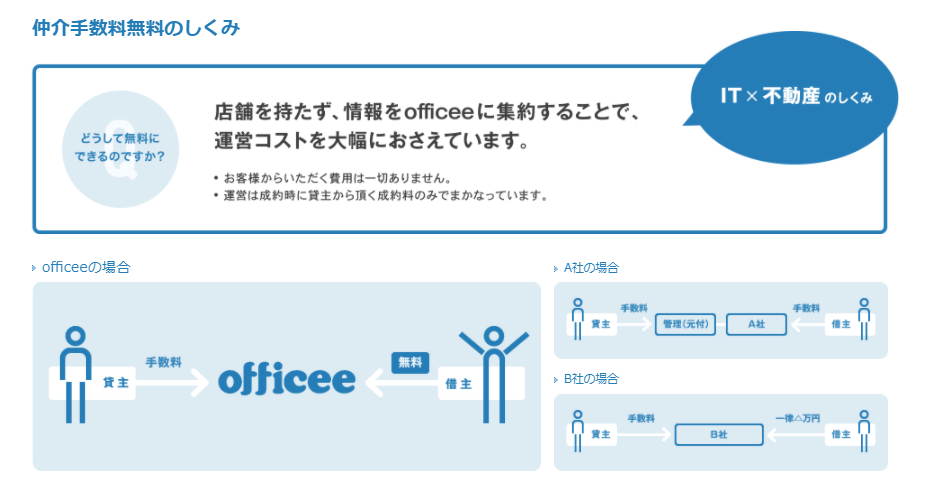 仲介手数料無料のしくみ
IT×不動産のしくみ
Q
どうして無料に
できるのですか？
店舗を持たず、情報をofficeeに集約することで、
運営コストを大幅におさえています。
• お客様からいただく費用は一切ありません。
• 運営は成約時に貸主から頂く成約料のみでまかなっています。
officeeの場合
貸主
手数料
officee
無料
借主
A社の場合
貸主
手数料
管理(元付)
A社
手数料
借主
B社の場合
貸主
手数料
B社
一律△万円
借主